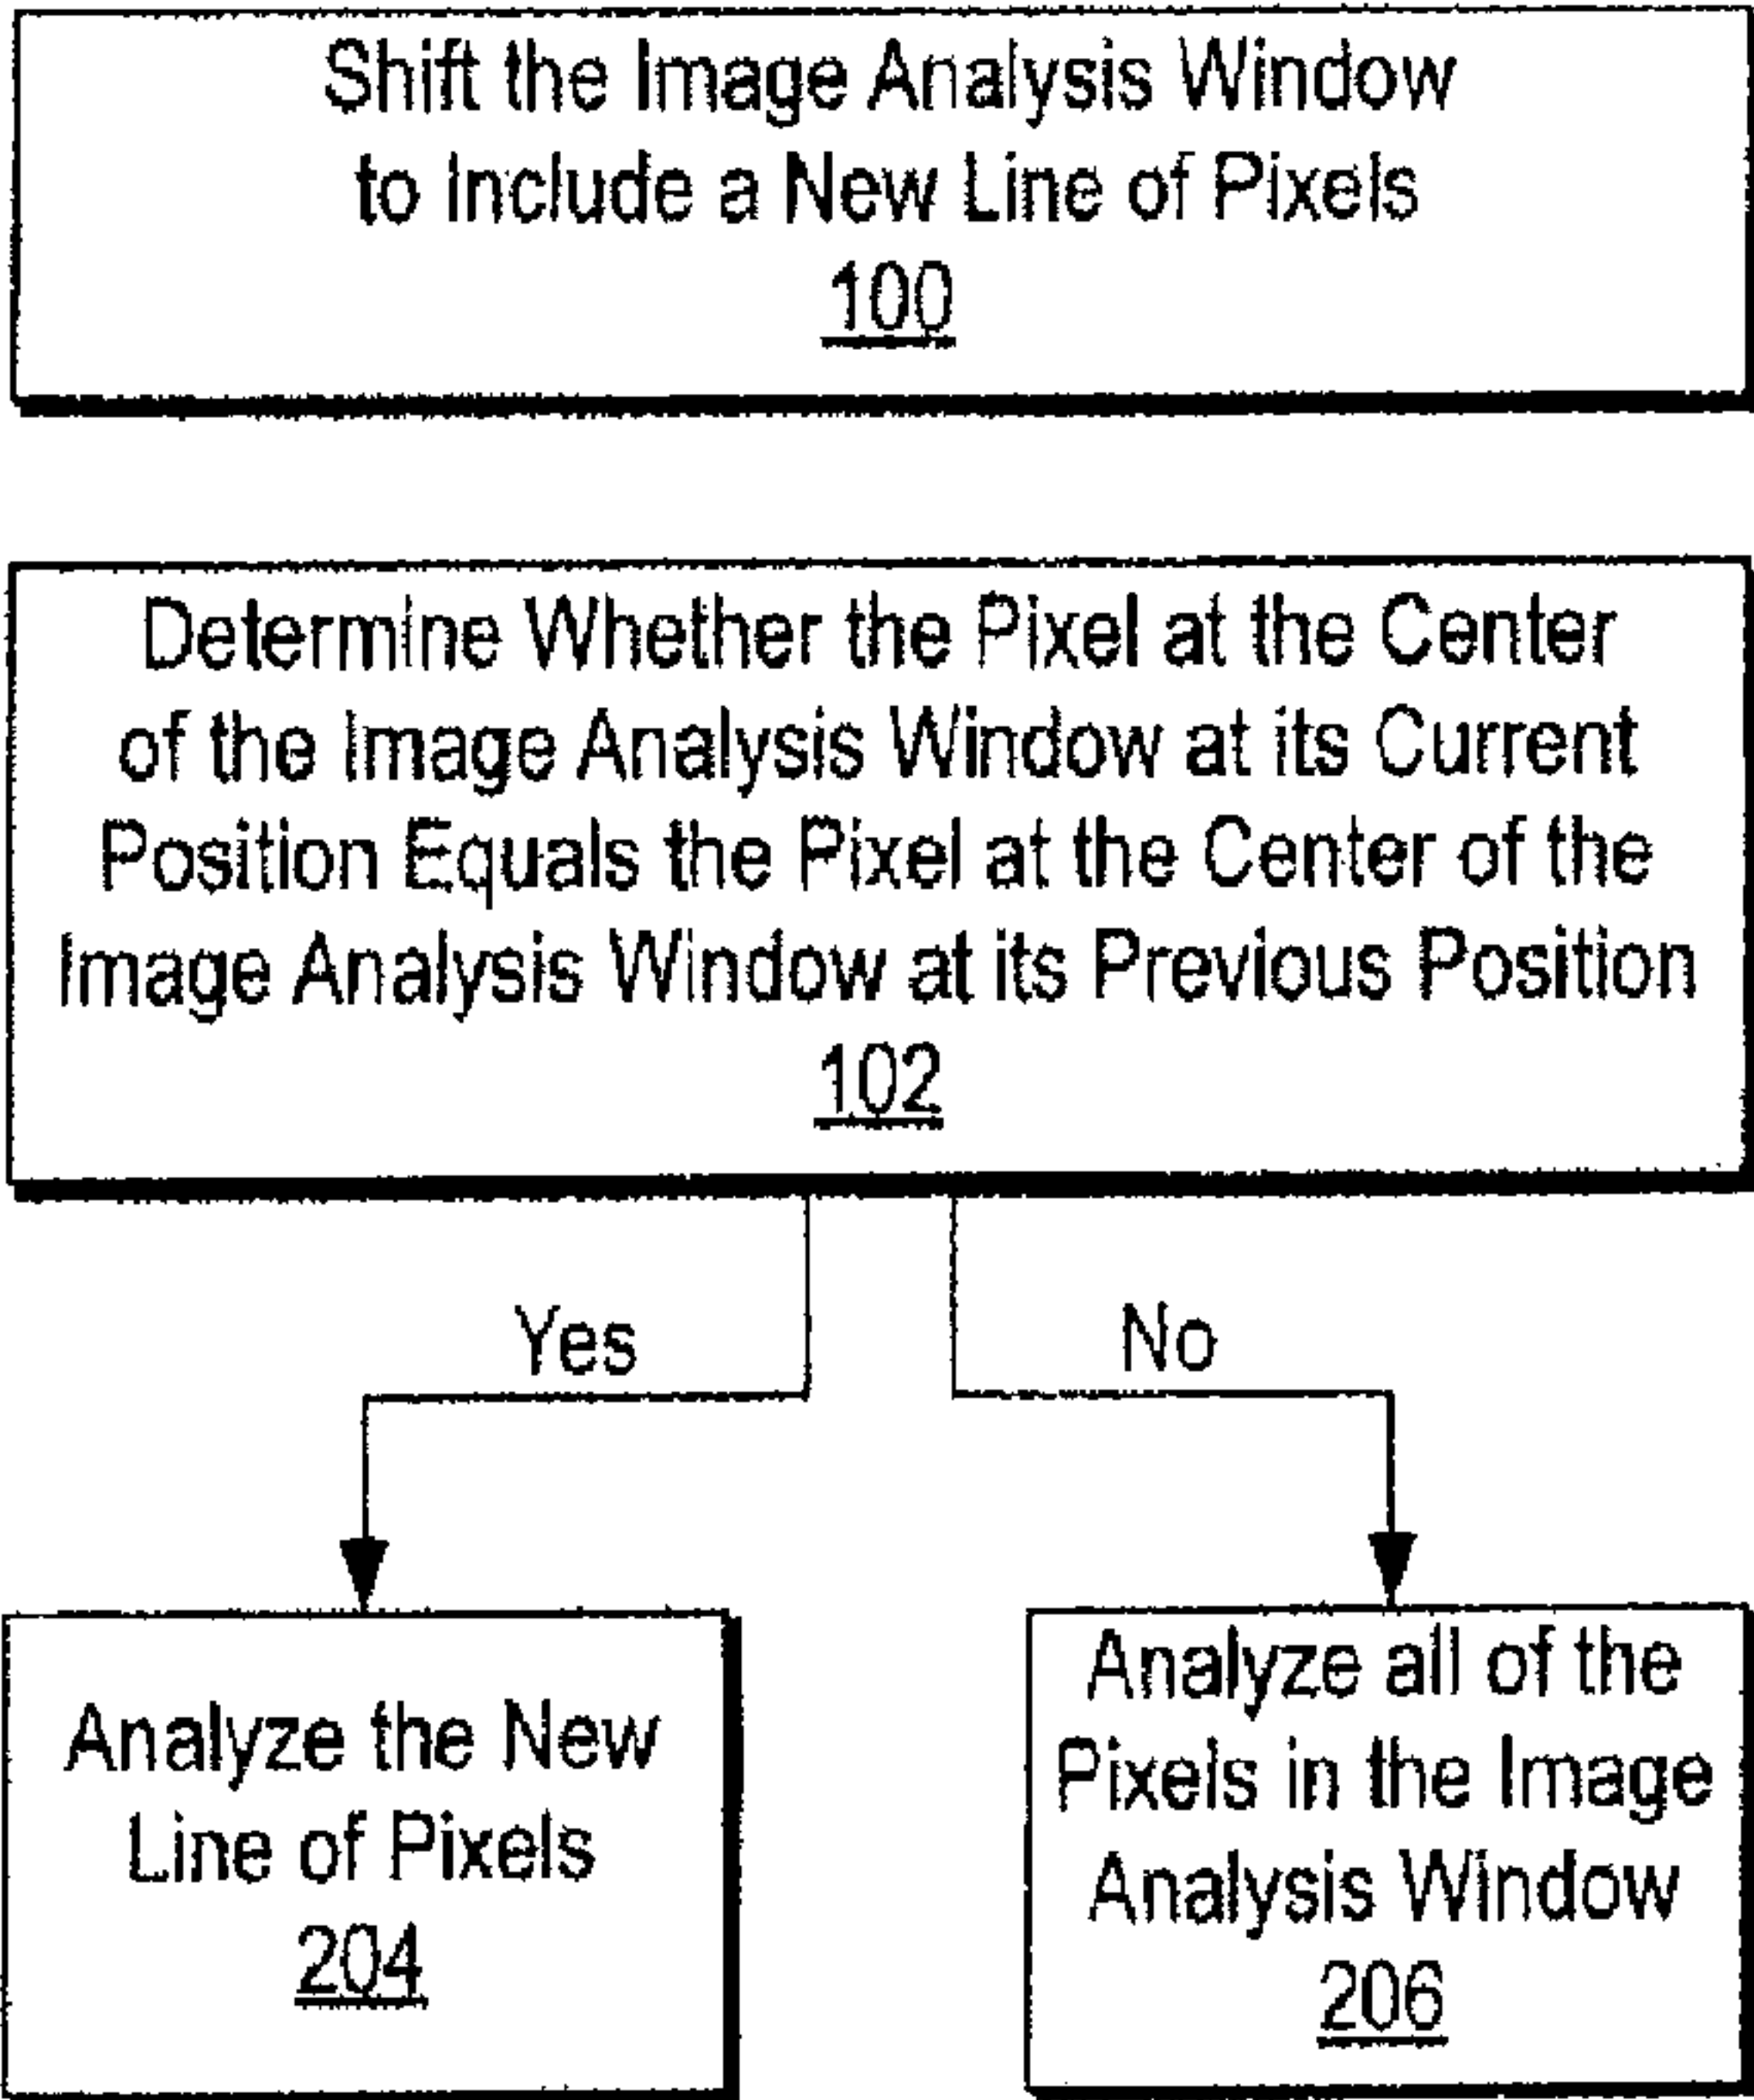 Shift the Image Analysis Window
to Include a New Line of Pixels
100
Determine Whether the Pixel at the Center
of the Image Analysis Window at its Current
Position Equals the Pixel at the Center of the
Image Analysis Window at its Previous Position
102
Yes
No
Analyze the New
Line of Pixels
204
Analyze all of the
Pixels in the Image
Analysis Window
206